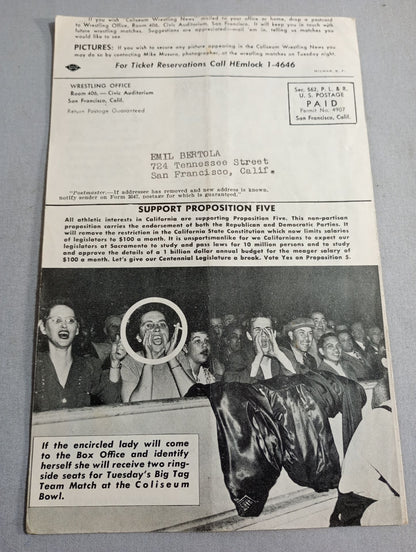 If you wish "Coliseum Wrestling News" mailed to your office or home, drop a postcard
to Wrestling Office, Room 406, Civic Auditorium, San Francisco. It will keep you in touch with
future wrestling matches. Suggestions are appreciated—mail 'em in, telling us matches you
would like to see.
PICTURES: If you wish to secure any picture appearing in the Coliseum Wrestling News you
may do so by contacting Mike Moreno, photographer, at the wrestling matches on Tuesday night.
For Ticket Reservations Call HEmlock 1-4646
WRESTLING OFFICE
Room 406,—Civic Auditorium
San Francisco, Calif.
Return Postage Guaranteed
Sec. 562, P. L. & R.
U. S. POSTAGE
PAID
Permit No. 4907
San Francisco, Calif.
EMIL BERTOLA
724 Tennessee Street
San Francisco, Calif.
"Postmaster:—If addressee has removed and new address is known,
notify sender on Form 3547, postage for which is guaranteed."
SUPPORT PROPOSITION FIVE
All athletic interests in California are supporting Proposition Five. This non-partisan
proposition carries the endorsement of both the Republican and Democratic Parties. It
will remove the restriction in the California State Constitution which now limits salaries
of legislators to $100 a month. It is unsportsmenlike for we Californians to expect our
legislators at Sacramento to study and pass laws for 10 million persons and to study
and approve the details of a 1 billion dollar annual budget for the meager salary of
$100 a month. Let's give our Centennial Legislature a break. Vote Yes on Proposition 5.
If the encircled lady will come
to the Box Office and identify
herself she will receive two ring-
side seats for Tuesday's Big Tag
Team Match at the Coliseum
Bowl.